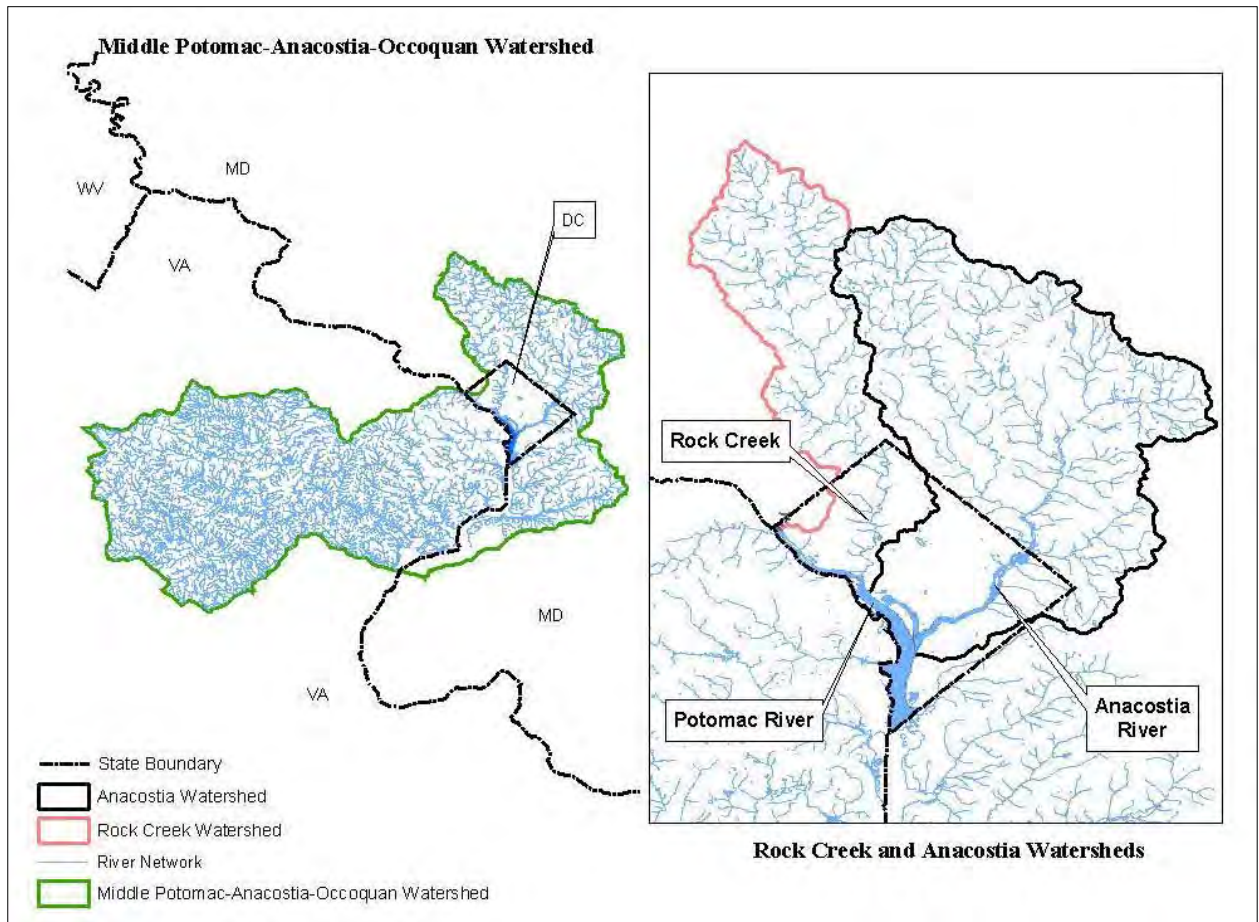 Middle Potomac-Anacostia-Occoquan Watershed
WV
MD
VA
DC
MD
VA
State Boundary
Anacostia Watershed
Rock Creek Watershed
River Network
Middle Potomac-Anacostia-Occoquan Watershed
Rock Creek
Potomac River
Anacostia
River
Rock Creek and Anacostia Watersheds